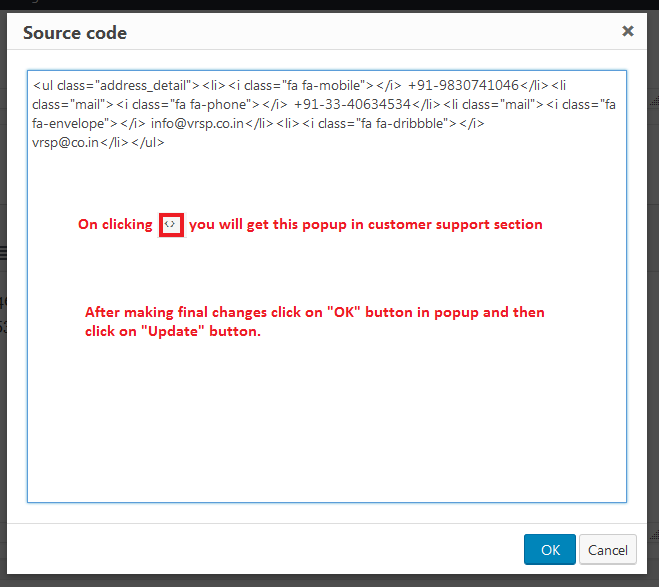 Source code
×
<ul class="address_detail"><li><i class="fa fa-mobile"></i> +91-9830741046</li><li
class="mail"><i class="fa fa-phone"></i> +91-33-40634534</li><li class="mail"><i class="fa
fa-envelope"></i> info@vrsp.co.in</li><li><i class="fa fa-dribbble"></i>
vrsp@co.in</li></ul>
On clicking <> you will get this popup in customer support section
After making final changes click on "OK" button in popup and then
click on "Update" button.
OK Cancel